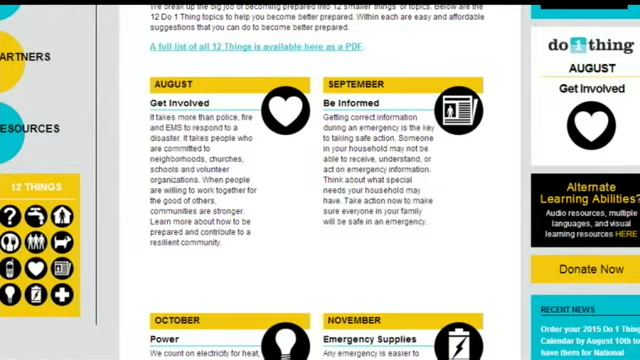 We break up the big job of becoming prepared into 12 smaller things or topics. Below are the
12 Do 1 Thing topics to help you become better prepared. Within each are easy and affordable
suggestions that you can do to become better prepared.
A full list of all 12 Things is available here as a PDF.
AUGUST
Get Involved
It takes more than police, fire
and EMS to respond to a
disaster. It takes people who
are committed to
neighborhoods, churches,
schools and volunteer
organizations. When people
are willing to work together for
the good of others,
communities are stronger.
Learn more about how to be
prepared and contribute to a
resilient community.
SEPTEMBER
Be Informed
Getting correct information
during an emergency is the key
to taking safe action. Someone
in your household may not be
able to receive, understand, or
act on emergency information.
Think about what special
needs your household may
have. Take action now to make
sure everyone in your family
will be safe in an emergency.
OCTOBER
Power
We count on electricity for heat,
NOVEMBER
Emergency Supplies
Any emergency is easier to
ARTNERS
ESOURCES
12 THINGS
do 1 thing
AUGUST
Get Involved
Alternate
Learning Abilities?
Audio resources, multiple
languages, and visual
learning resources HERE
Donate Now
RECENT NEWS
Order your 2015 Do 1 Thing
Calendar by August 10th to
have them for National